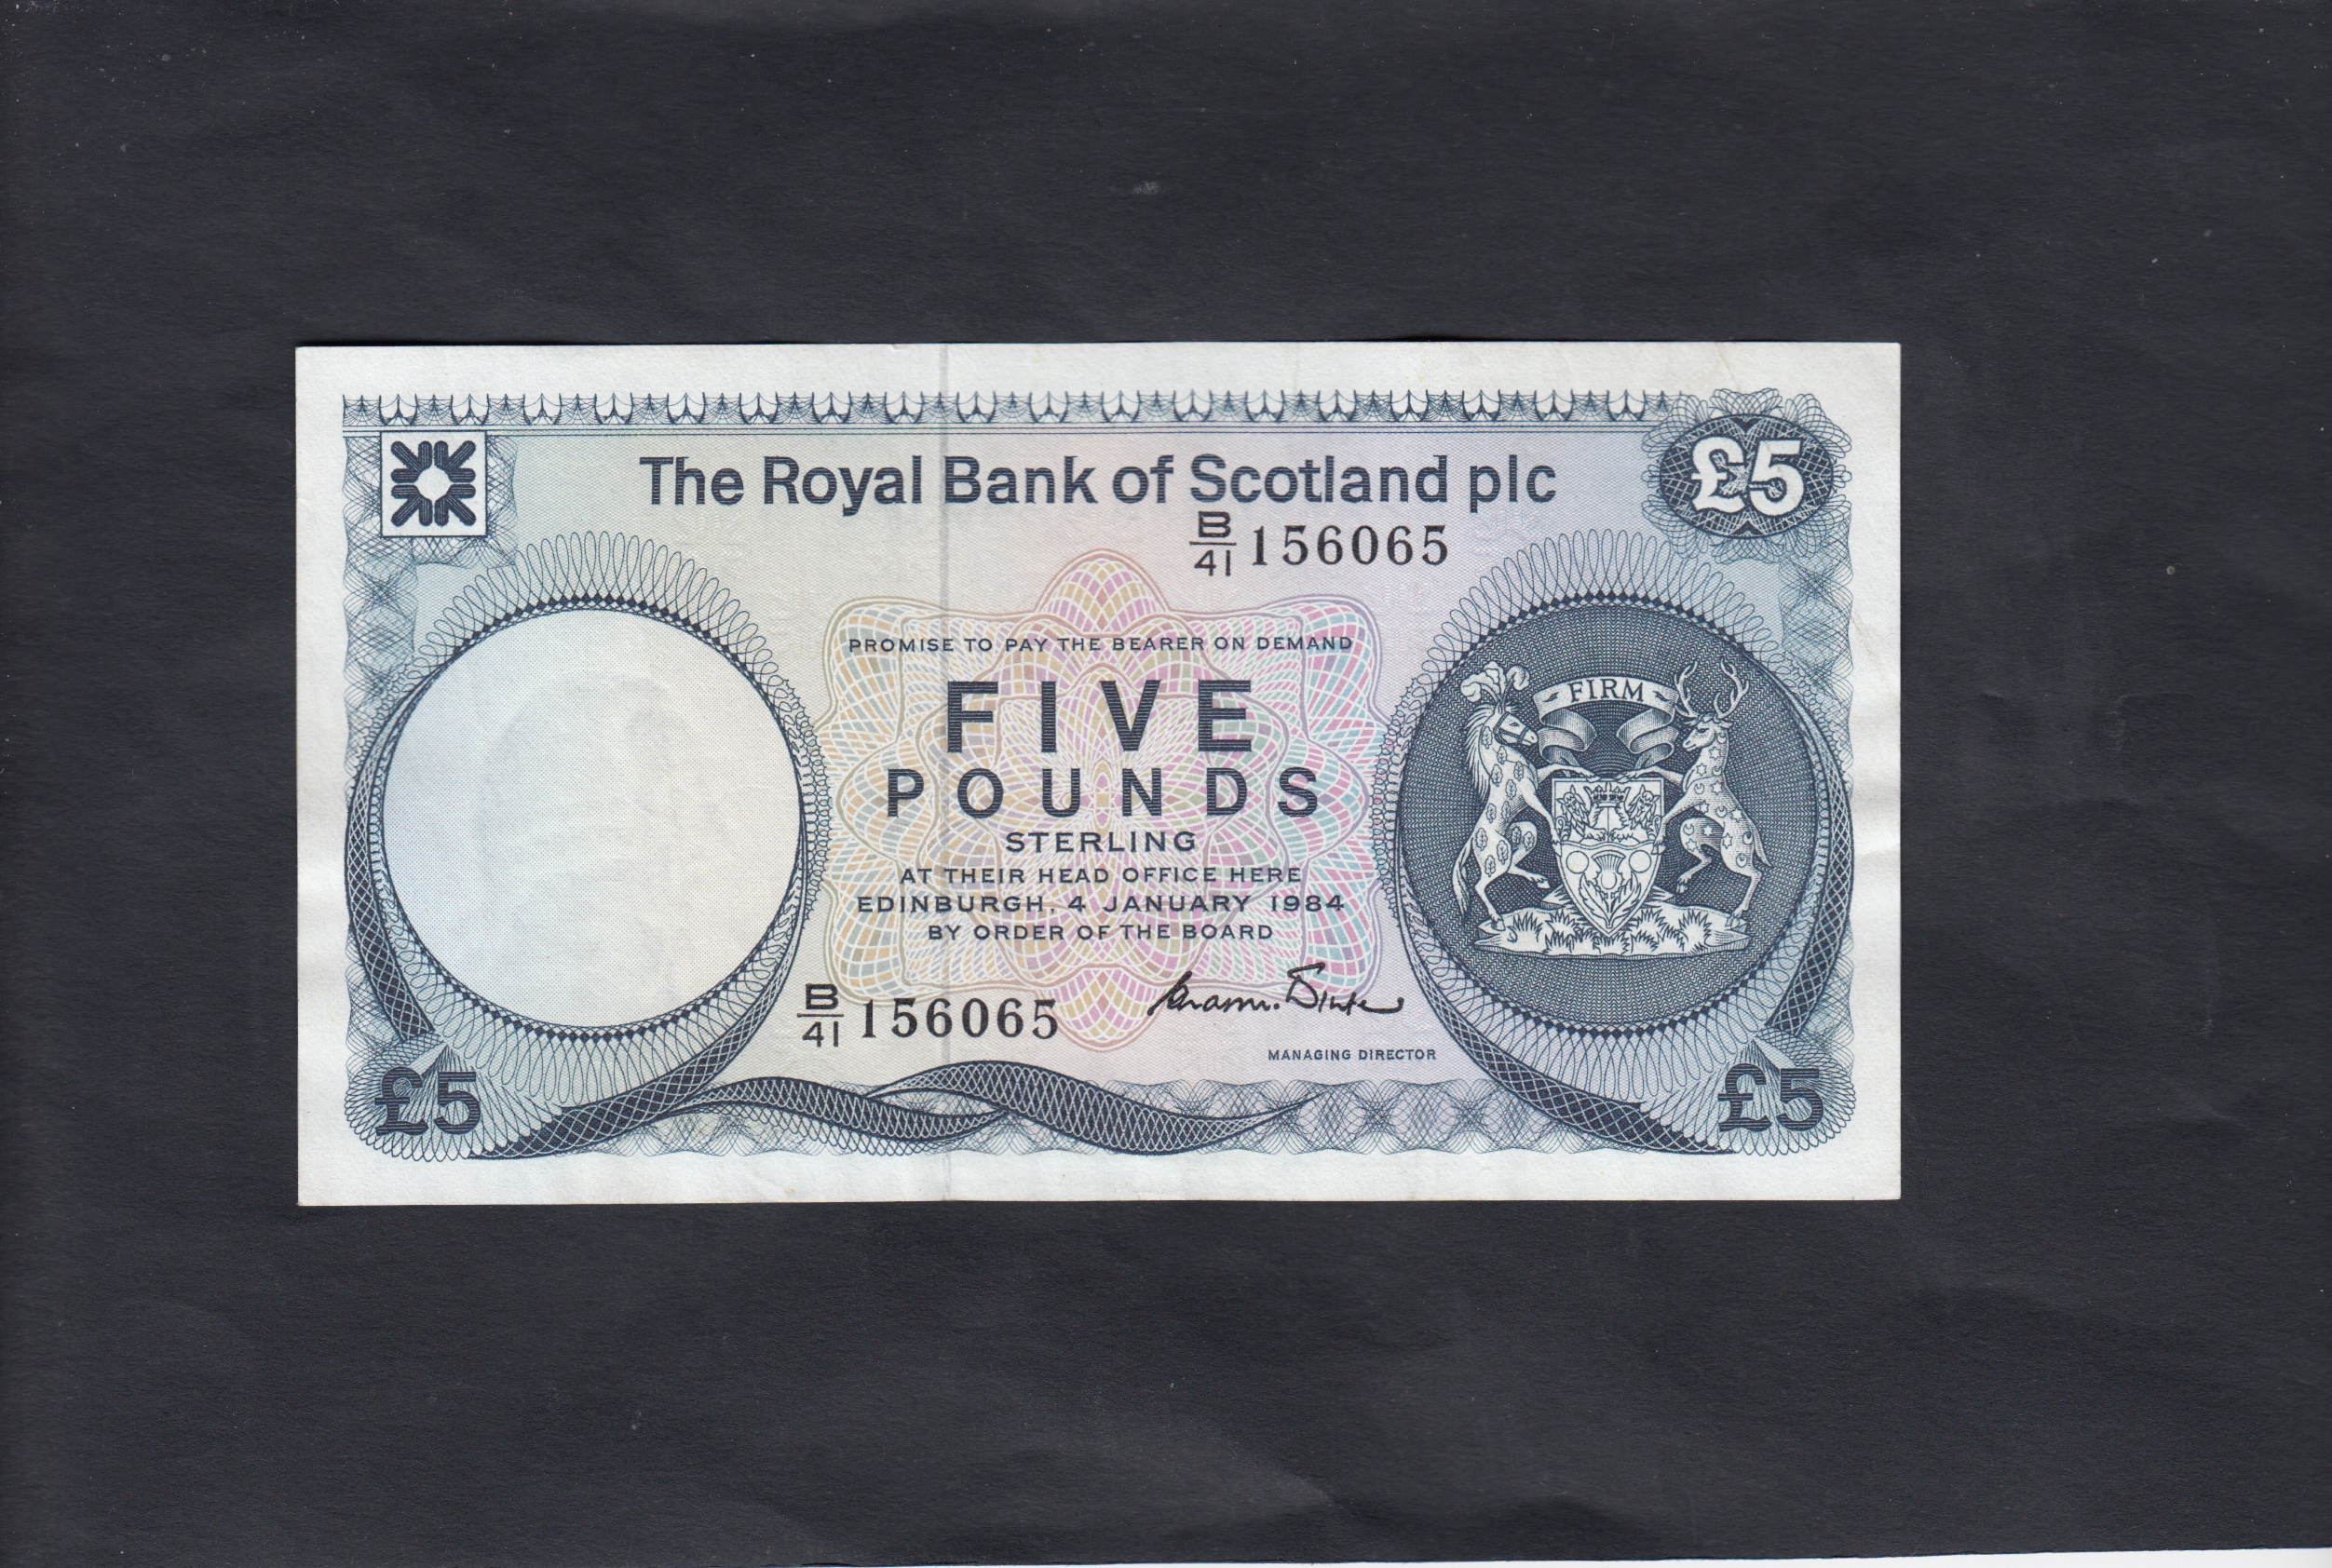 The Royal Bank of Scotland plc
£5
B/41 156065
PROMISE TO PAY THE BEARER ON DEMAND
FIVE
POUNDS
STERLING
AT THEIR HEAD OFFICE HERE
EDINBURGH, 4 JANUARY 1984
BY ORDER OF THE BOARD
FIRM
B/41 156065
MANAGING DIRECTOR
£5
£5